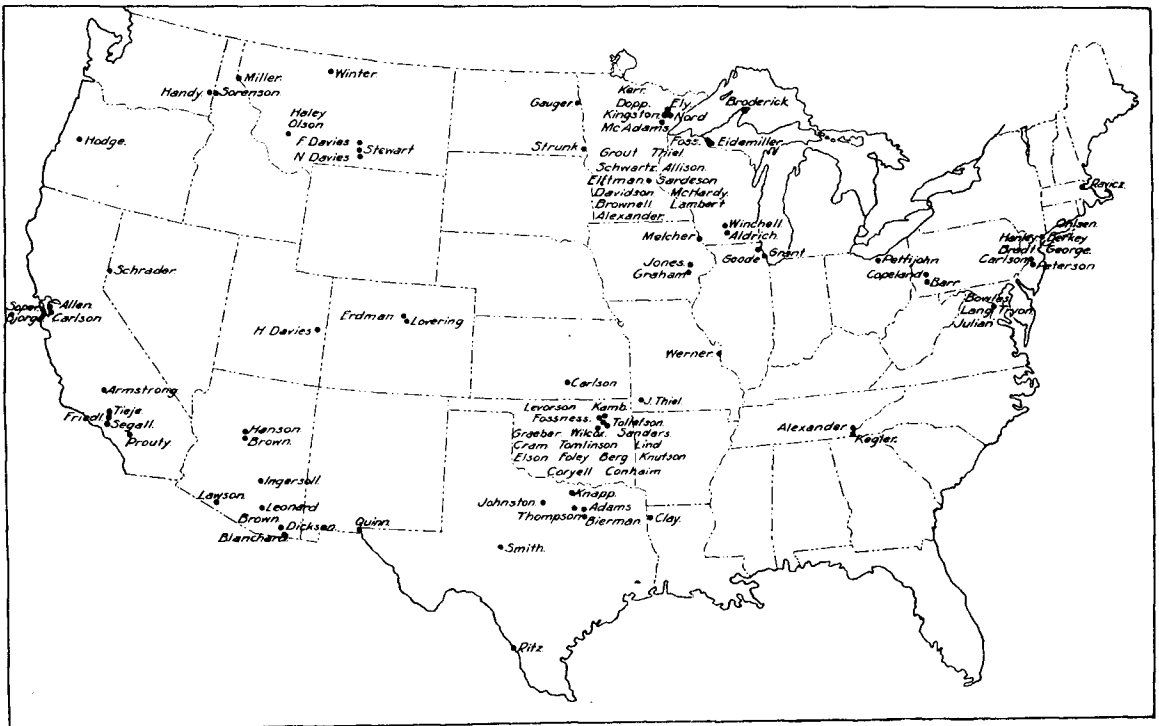 Miller.
Winter.
Handy. Sorenson.
Haley
Olson
F Davies
Stewart
N Davies
Hodge.
Gauger
Strunk
Kerr.
Dopp. Ely.
Kingston Nord
McAdams
Broderick
Foss. Eidemiller.
Grout Thiel
Schwartz. Allison.
Elftman Sardeson
Davidson McHardy.
Brownell Lambert
Alexander.
Winchell
Aldrich.
Melcher
Goode Grant
Jones.
Graham
Ravicz.
Ohlsen.
Hanley Berkey
Bradt George.
Carlson
Peterson
Pettijohn
Copeland
Barr
Bowles
Lang Tryon
Julian
Schrader.
Soper. Allen.
Bjorge Carlson
H Davies
Erdman Lovering
Werner.
Carlson
J. Thiel.
Armstrong
Tieje.
Friedl
Segall.
Prouty
Hanson.
Brown.
Levorson Kamb.
Fossness. Tollefson.
Graebar Wilcox. Sanders.
Cram Tomlinson Lind
Elson Foley Berg Knutson
Coryell Conhaim
Alexander
Kegler.
Ingersoll.
Lawson.
Leonard
Brown. Dickson.
Blanchard.
Quinn.
Johnston
Knapp.
Adams
Thompson Bierman
Clay.
Smith.
Ritz